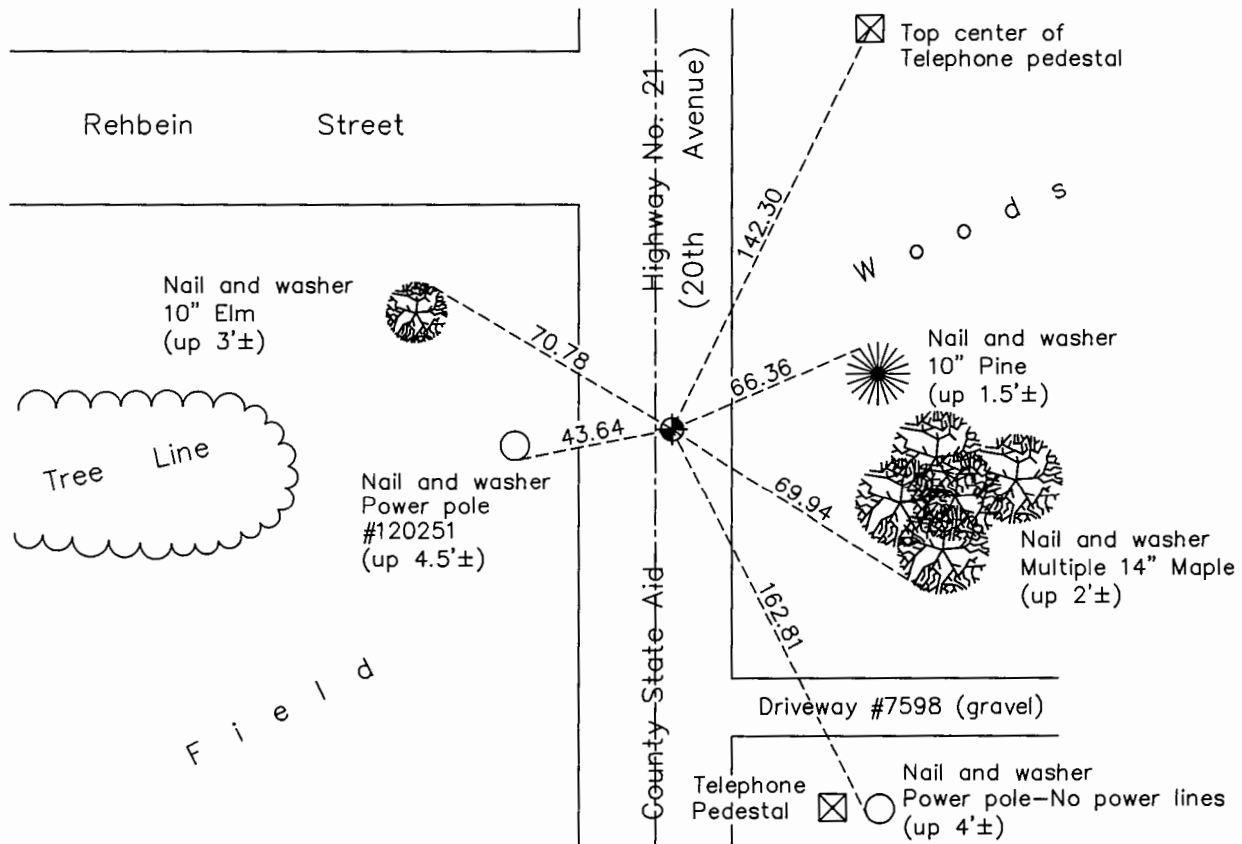 Top center of
Telephone pedestal
Rehbein Street
County State Aid Highway No. 21
(20th Avenue)
142.30
Woods
Nail and washer
10" Elm
(up 3'±)
70.78
66.36
Nail and washer
10" Pine
(up 1.5'±)
43.64
Tree Line
Nail and washer
Power pole
#120251
(up 4.5'±)
69.94
Nail and washer
Multiple 14" Maple
(up 2'±)
162.81
Field
Driveway #7598 (gravel)
Telephone
Pedestal
Nail and washer
Power pole-No power lines
(up 4'±)